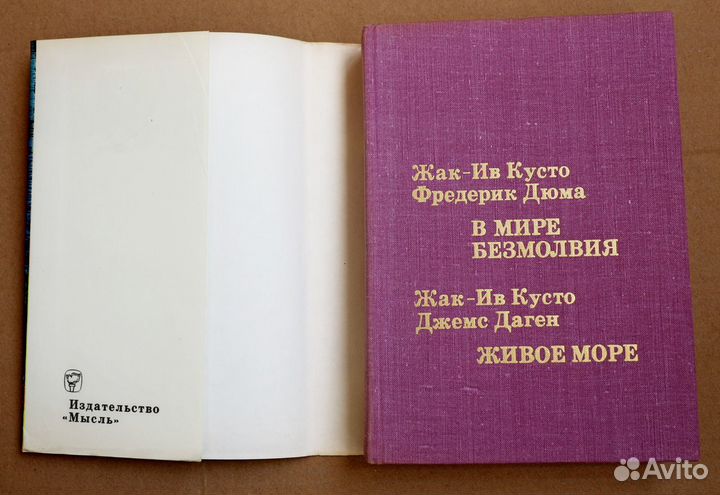 Издательство
«Мысль»
Жак-Ив Кусто
Фредерик Дюма
В МИРЕ
БЕЗМОЛВИЯ
Жак-Ив Кусто
Джемс Даген
ЖИВОЕ МОРЕ
Avito